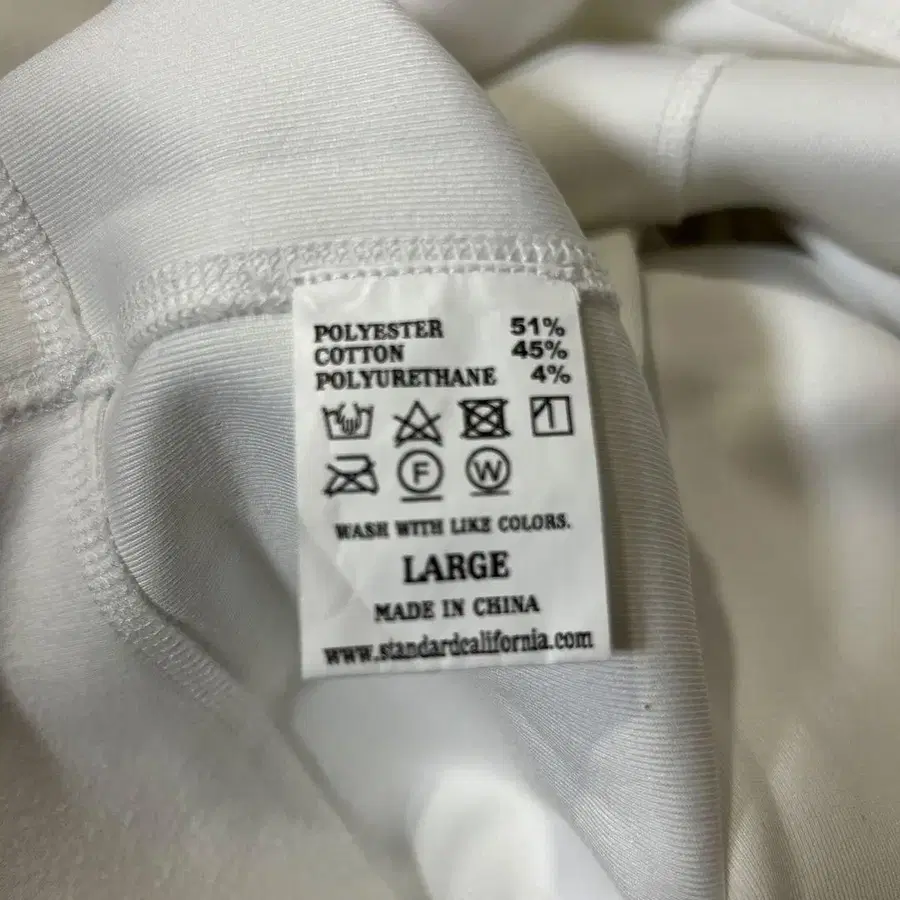 POLYESTER 51%
COTTON 45%
POLYURETHANE 4%
F W
WASH WITH LIKE COLORS.
LARGE
MADE IN CHINA
www.standardcalifornia.com